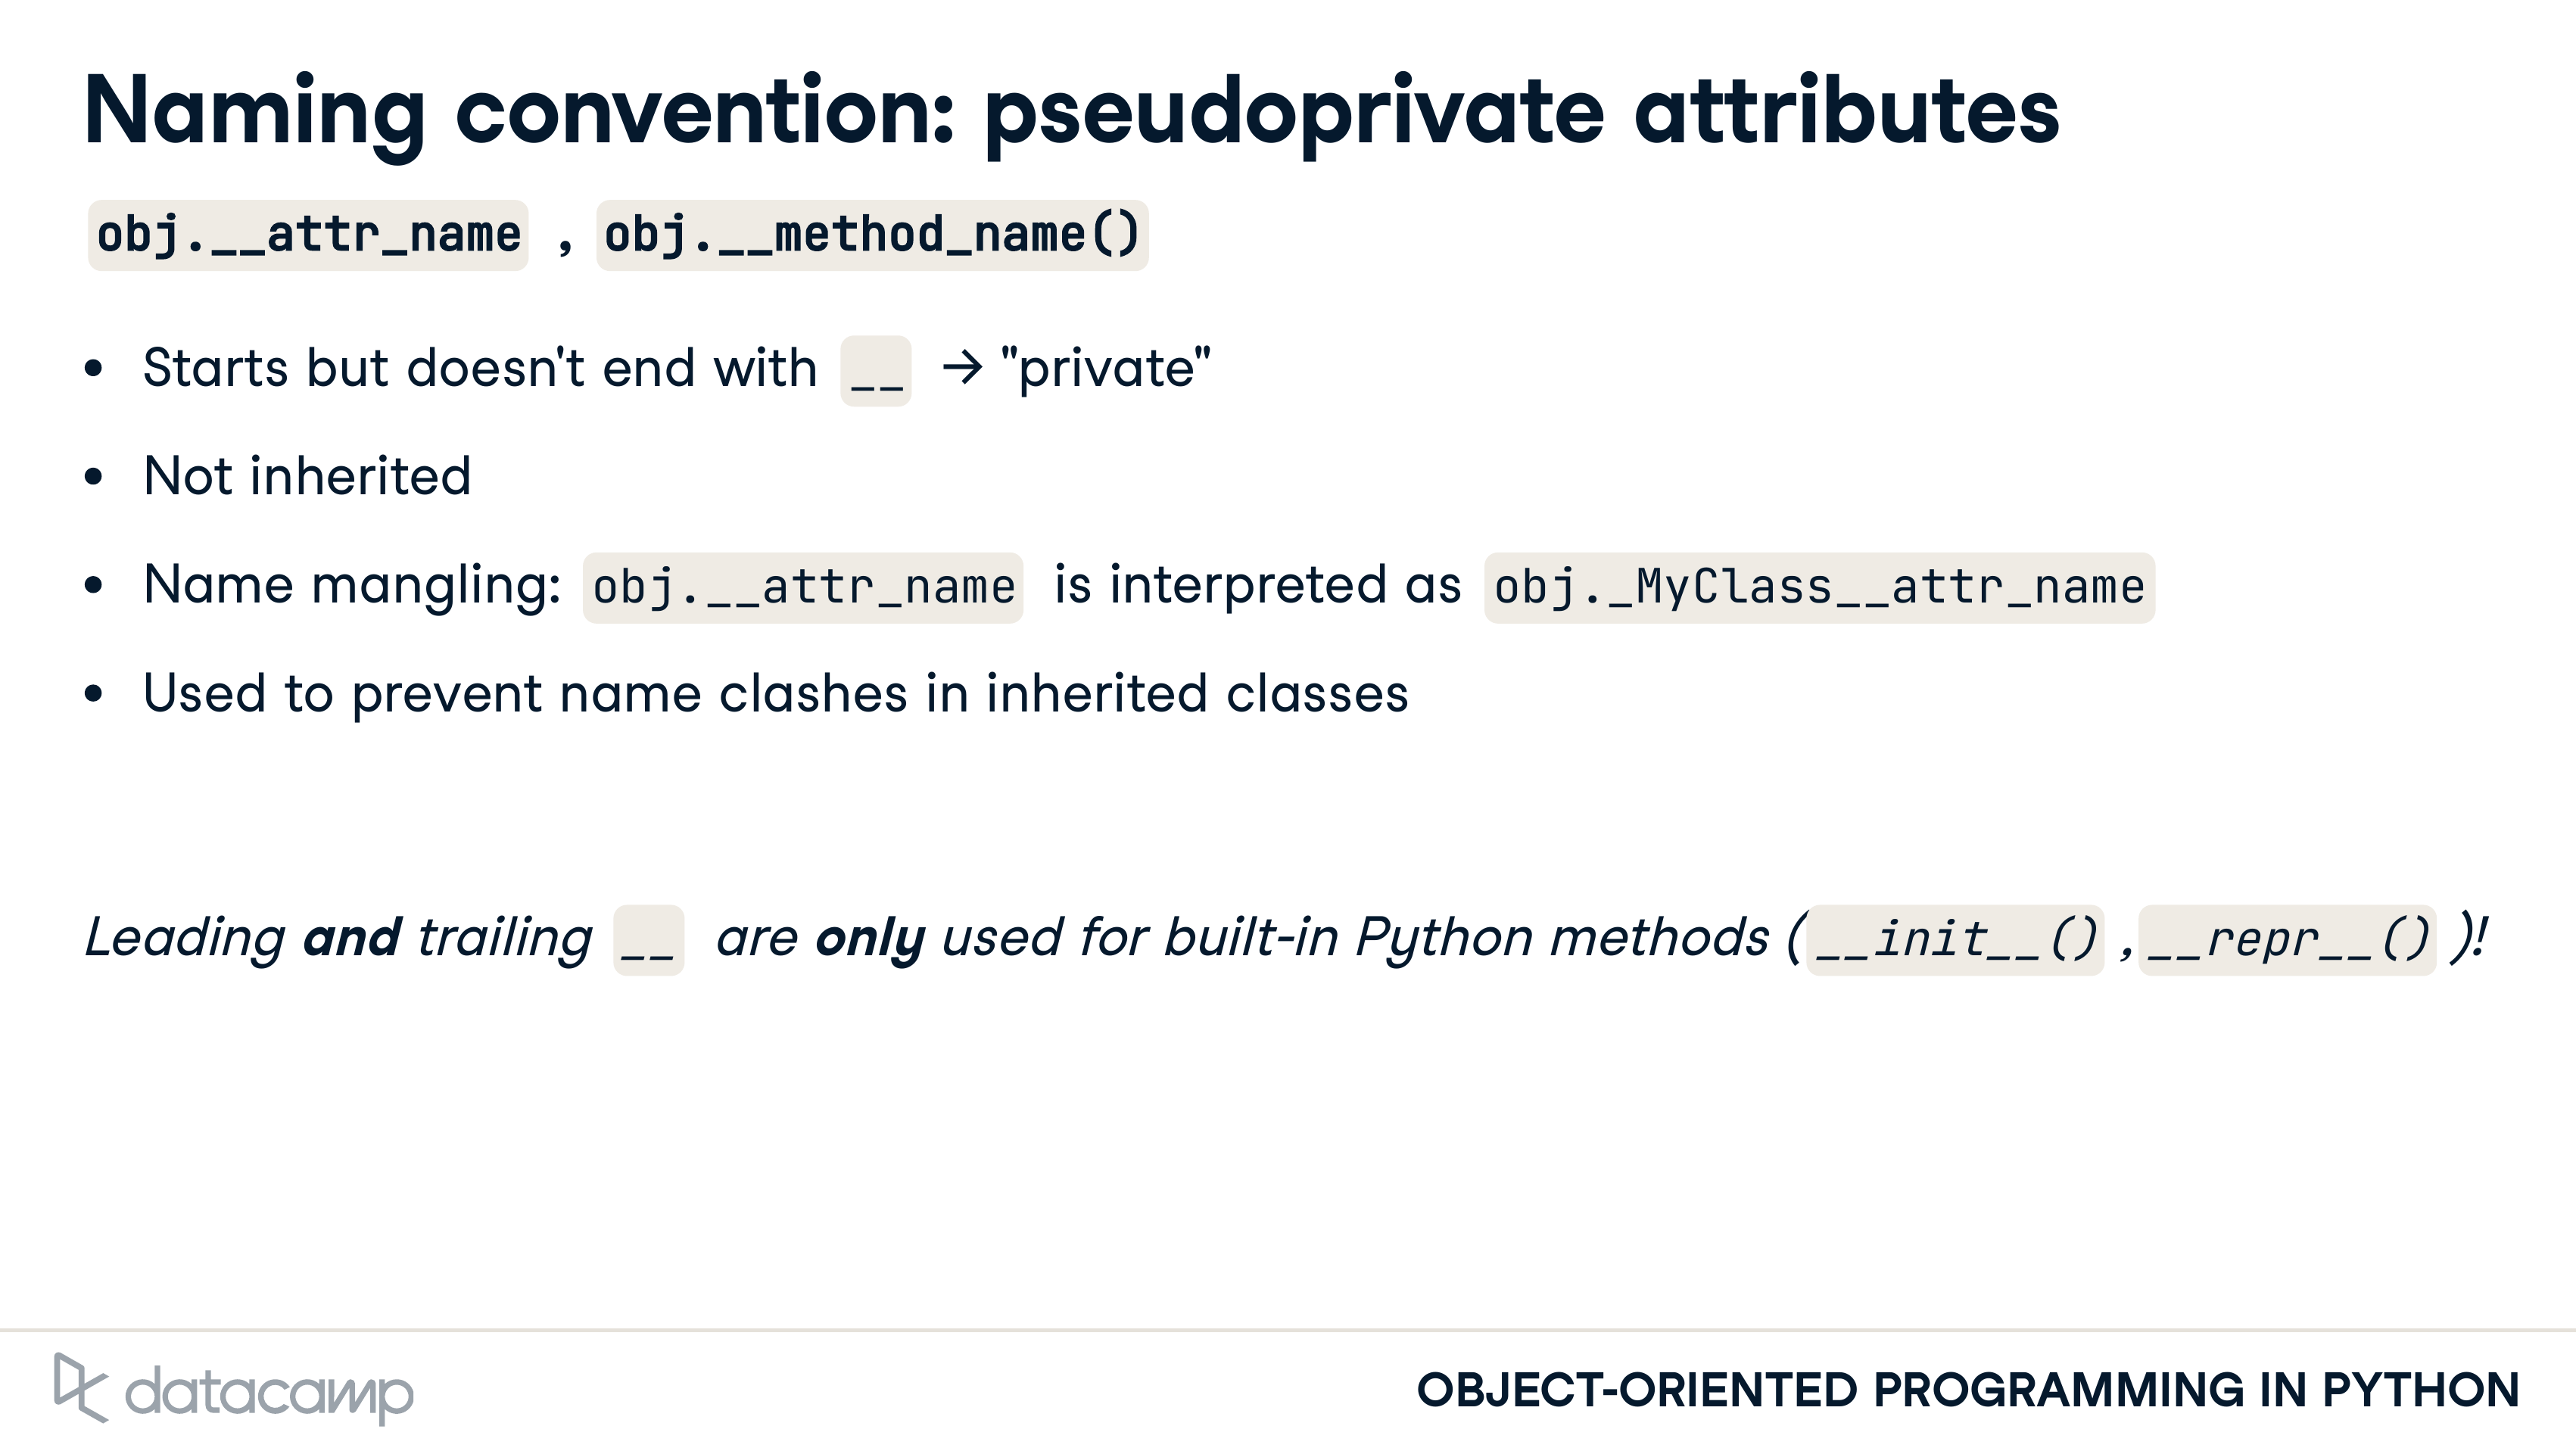 Naming convention: pseudoprivate attributes
obj.__attr_name , obj.__method_name()
• Starts but doesn't end with __ → "private"
• Not inherited
• Name mangling: obj.__attr_name is interpreted as obj._MyClass__attr_name
• Used to prevent name clashes in inherited classes
Leading and trailing __ are only used for built-in Python methods (__init__() ,__repr__() )!
datacamp
OBJECT-ORIENTED PROGRAMMING IN PYTHON